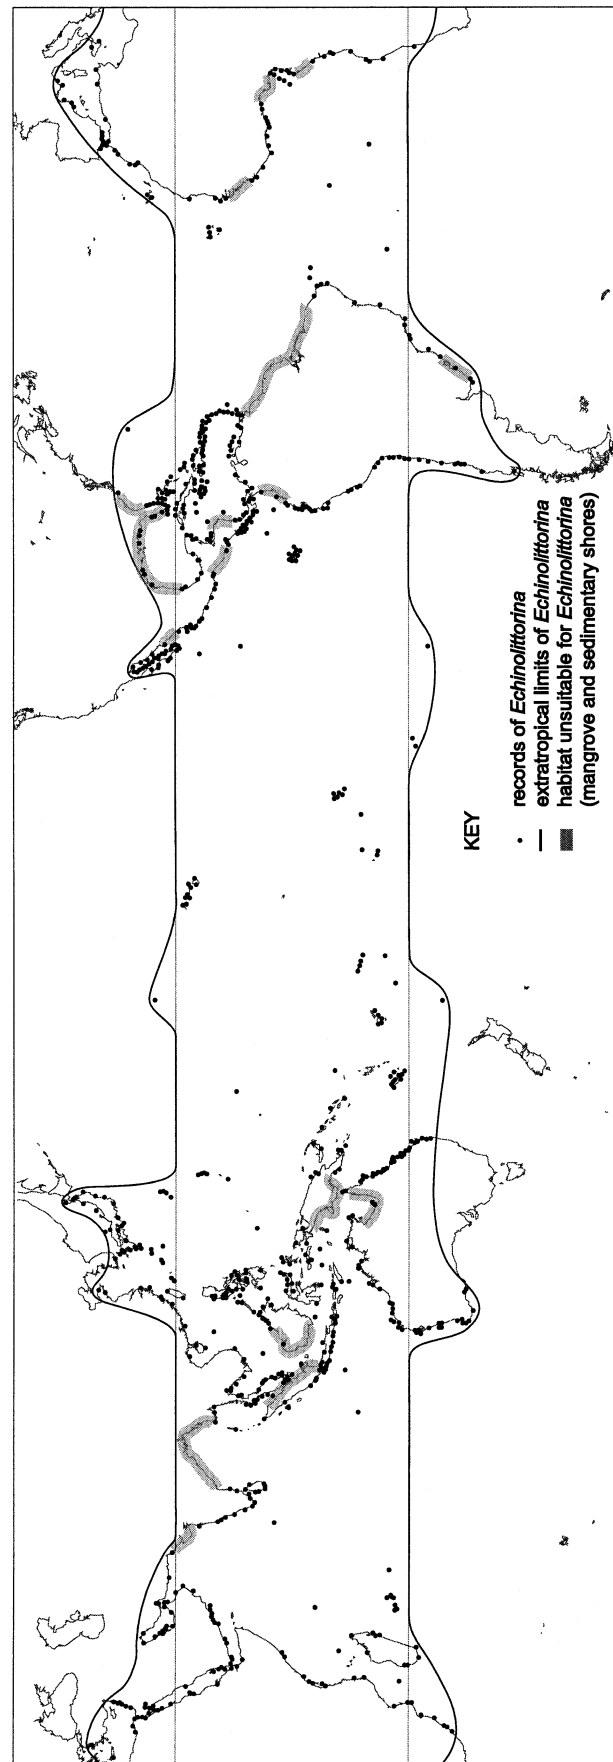 KEY
records of Echinolittorina
extratropical limits of Echinolittorina
habitat unsuitable for Echinolittorina
(mangrove and sedimentary shores)